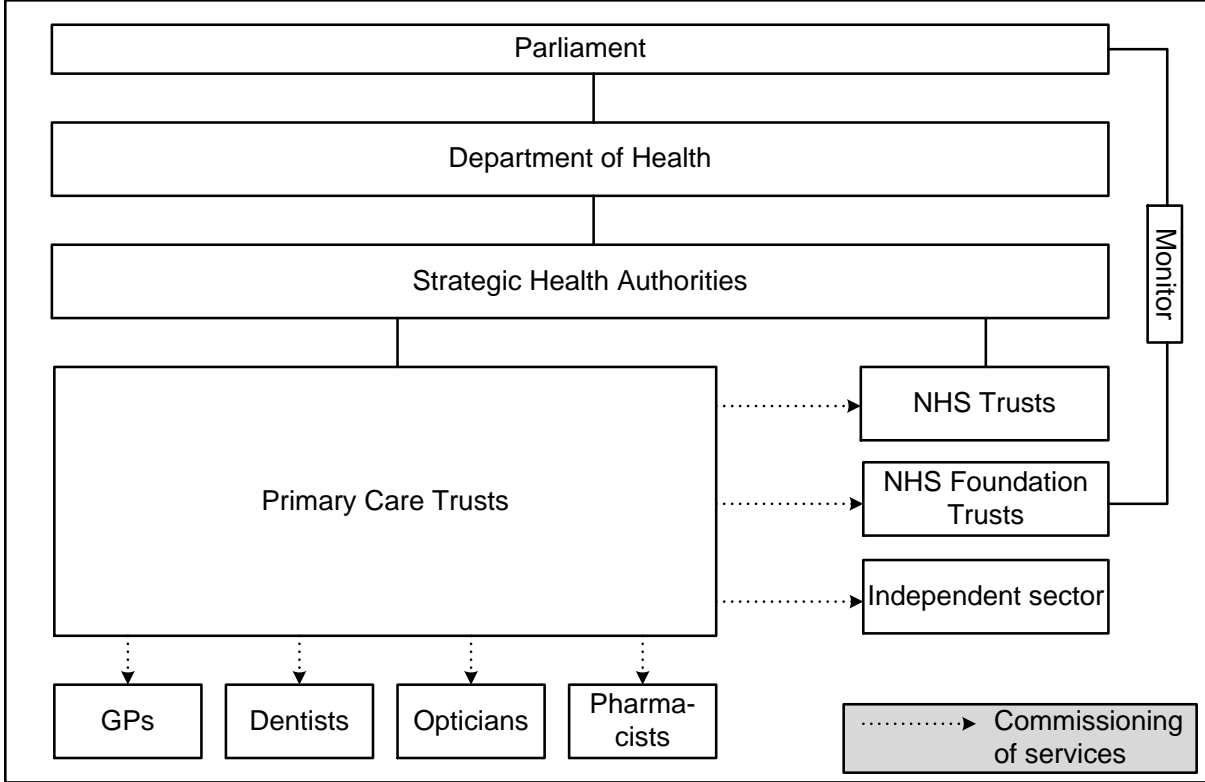 Parliament
Department of Health
Strategic Health Authorities
Monitor
Primary Care Trusts
NHS Trusts
NHS Foundation
Trusts
Independent sector
GPs
Dentists
Opticians
Pharma-
cists
Commissioning
of services